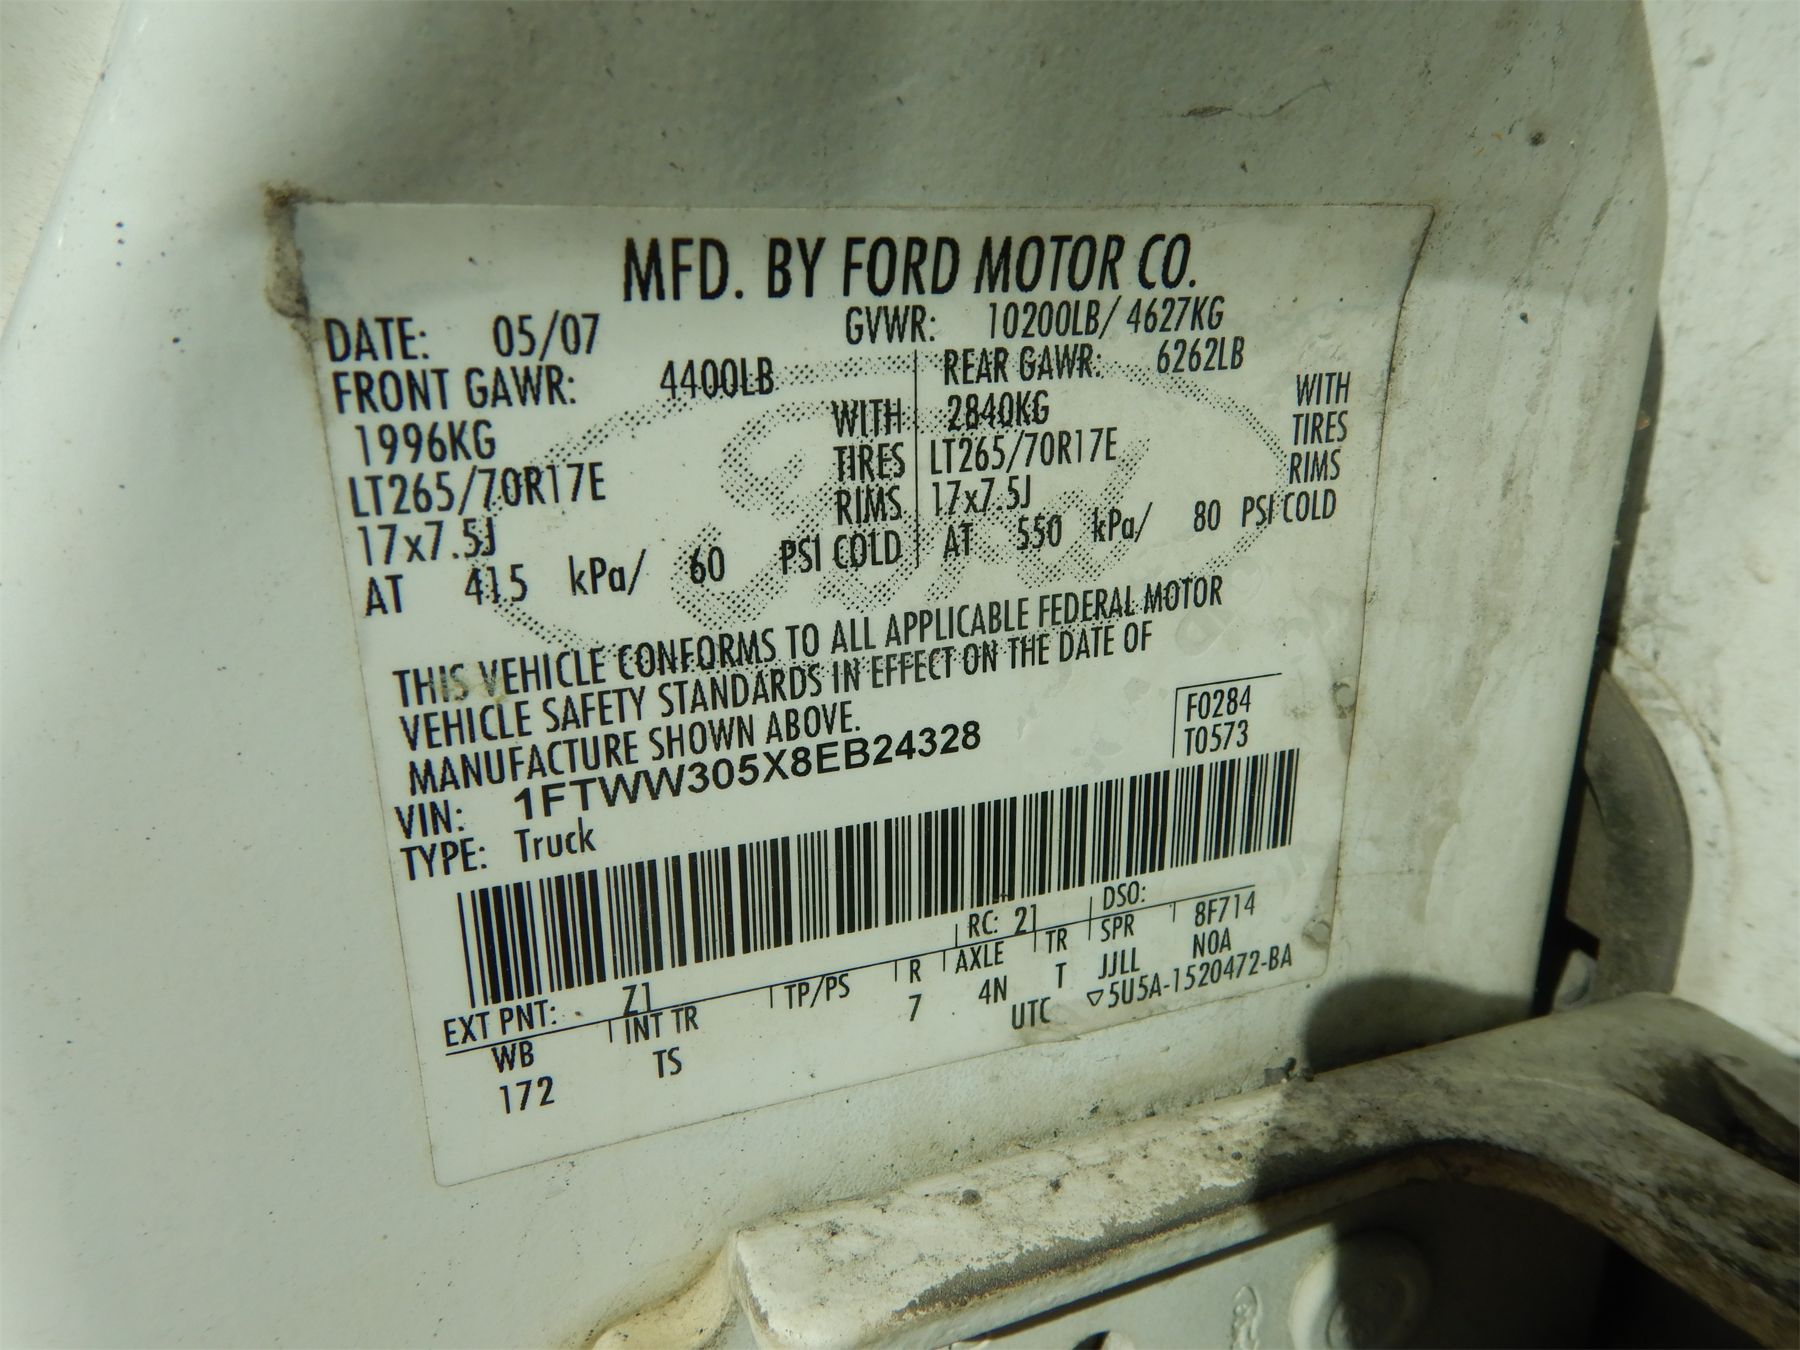 MFD. BY FORD MOTOR CO.
DATE: 05/07 GVWR: 10200LB/ 4627KG
FRONT GAWR: 4400LB REAR GAWR: 6262LB
1996KG WITH 2840KG WITH
LT265/70R17E TIRES LT265/70R17E TIRES
17x7.5J RIMS 17x7.5J RIMS
AT 415 kPa/ 60 PSI COLD AT 550 kPa/ 80 PSI COLD
THIS VEHICLE CONFORMS TO ALL APPLICABLE FEDERAL MOTOR
VEHICLE SAFETY STANDARDS IN EFFECT ON THE DATE OF
MANUFACTURE SHOWN ABOVE.
VIN: 1FTWW305X8EB24328
F0284
T0573
TYPE: Truck
EXT PNT: Z1 RC: 21 DSO:
WB INT TR TP/PS R AXLE TR SPR 8F714
172 TS 7 4N T JJLL N0A
UTC ▽5U5A-1520472-BA